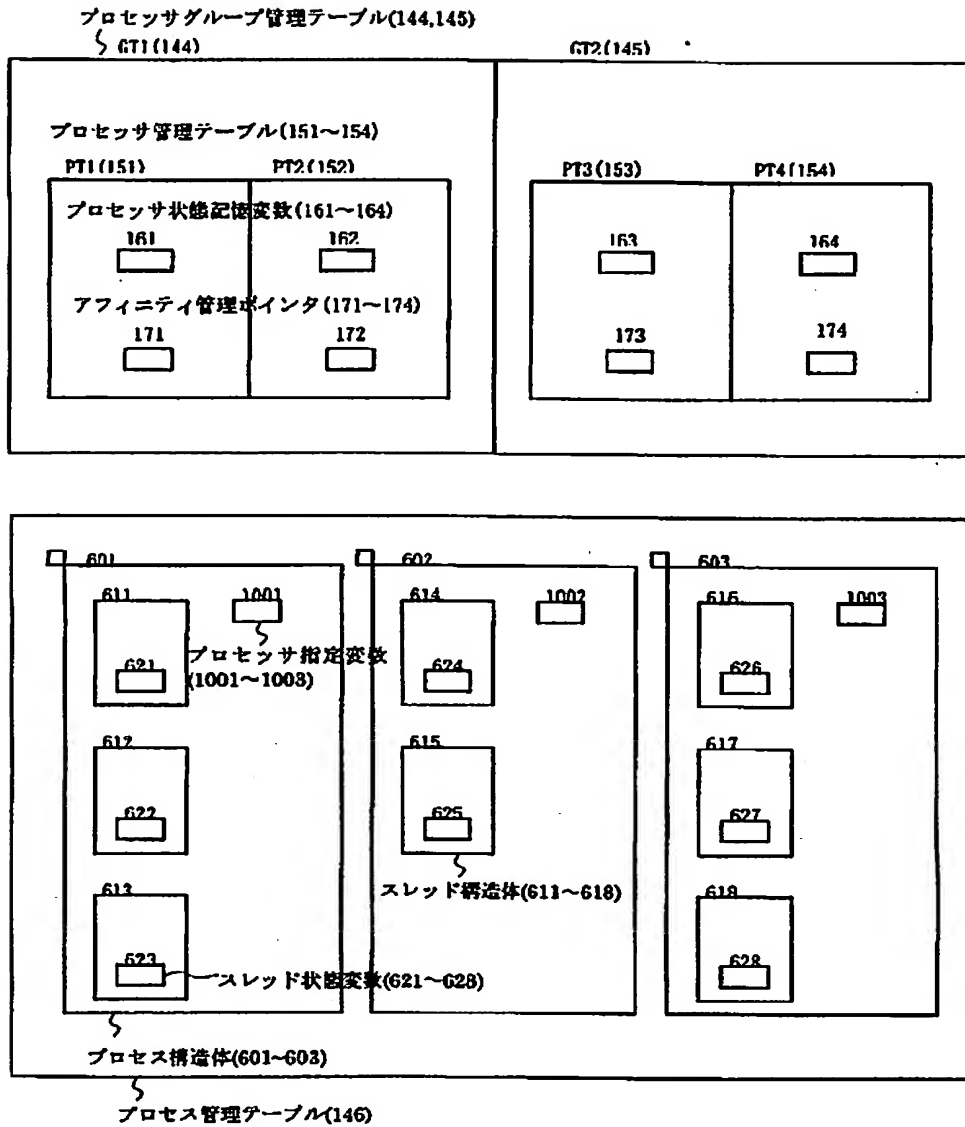 プロセッサグループ管理テーブル(144,145)
GT1(144)
GT2(145)
プロセッサ管理テーブル(151～154)
PT1(151)
PT2(152)
PT3(153)
PT4(154)
プロセッサ状態記憶変数(161～164)
161
162
163
164
アフィニティ管理ポインタ(171～174)
171
172
173
174
601
602
603
611
1001
614
1002
616
1003
プロセッサ指定変数
(1001～1003)
621
624
626
612
615
617
622
625
627
スレッド構造体(611～618)
613
618
623
スレッド状態変数(621～628)
628
プロセス構造体(601~603)
プロセス管理テーブル(146)